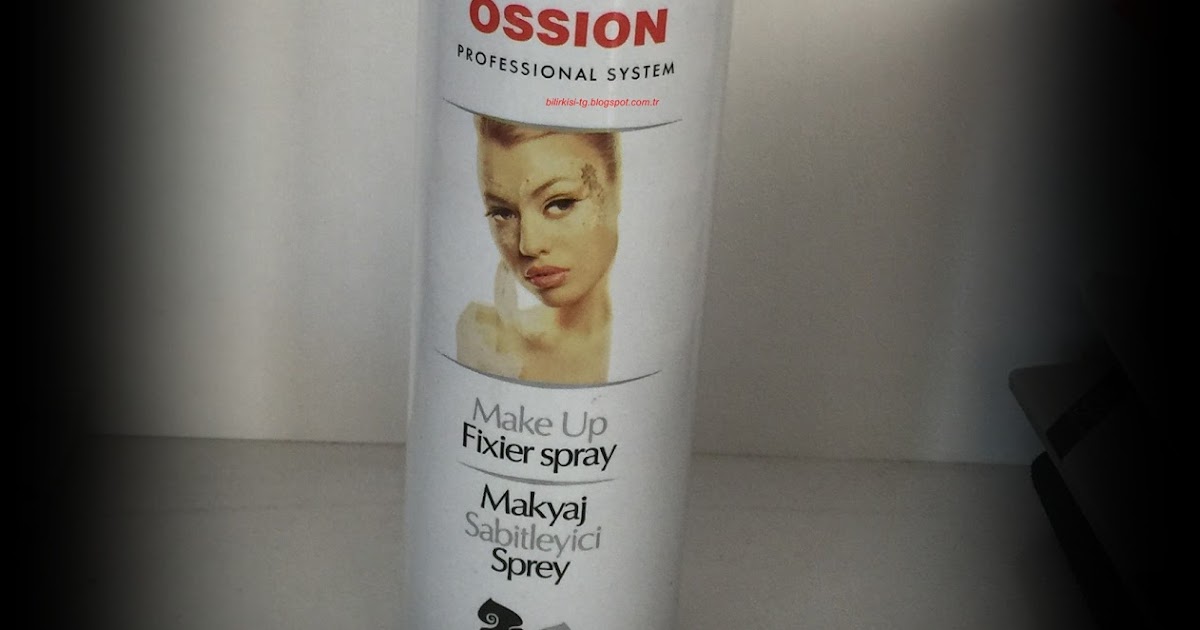 OSSION
PROFESSIONAL SYSTEM
bilirkisi-tg.blogspot.com.tr
Make Up
Fixier spray
Makyaj
Sabitleyici
Sprey